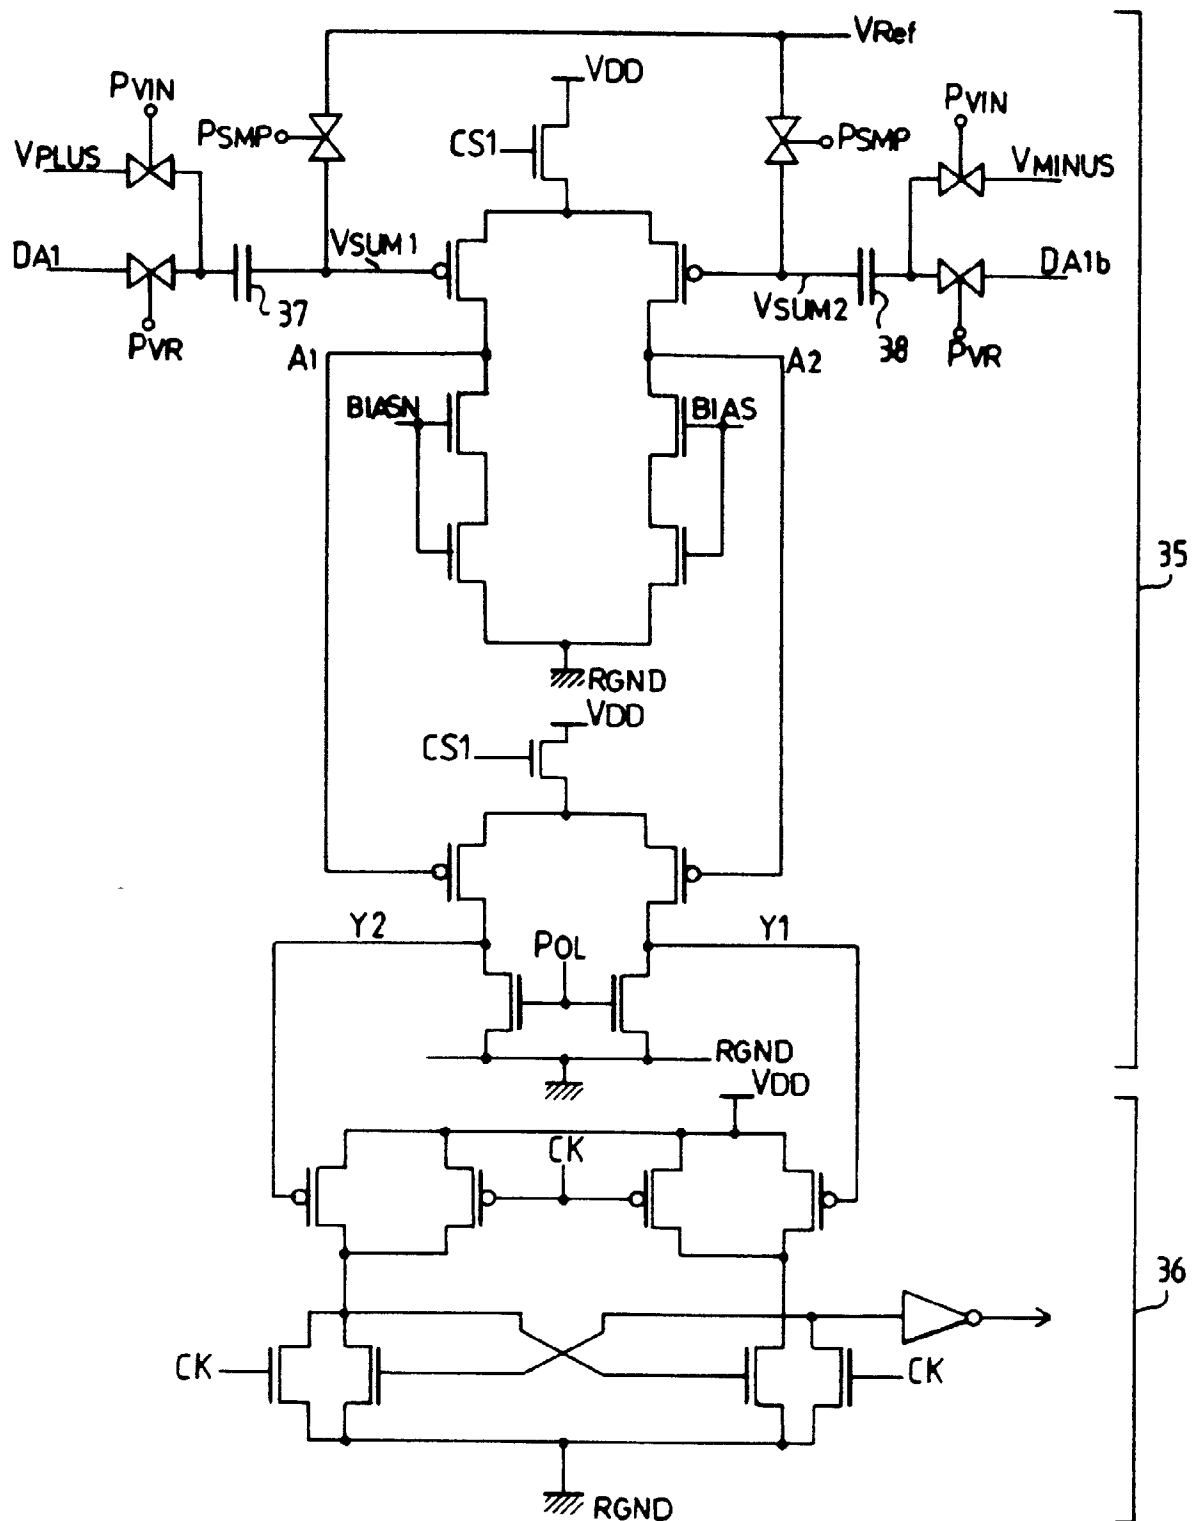 VRef
VDD
PVIN
PVIN
PSMP
CS1
PSMP
VPLUS
VMINUS
DA1
VSUM1
DA1b
37
VSUM2
38
PVR
PVR
A1
A2
BIASN
BIAS
35
RGND
VDD
CS1
Y2
POL
Y1
RGND
VDD
CK
36
CK
CK
RGND